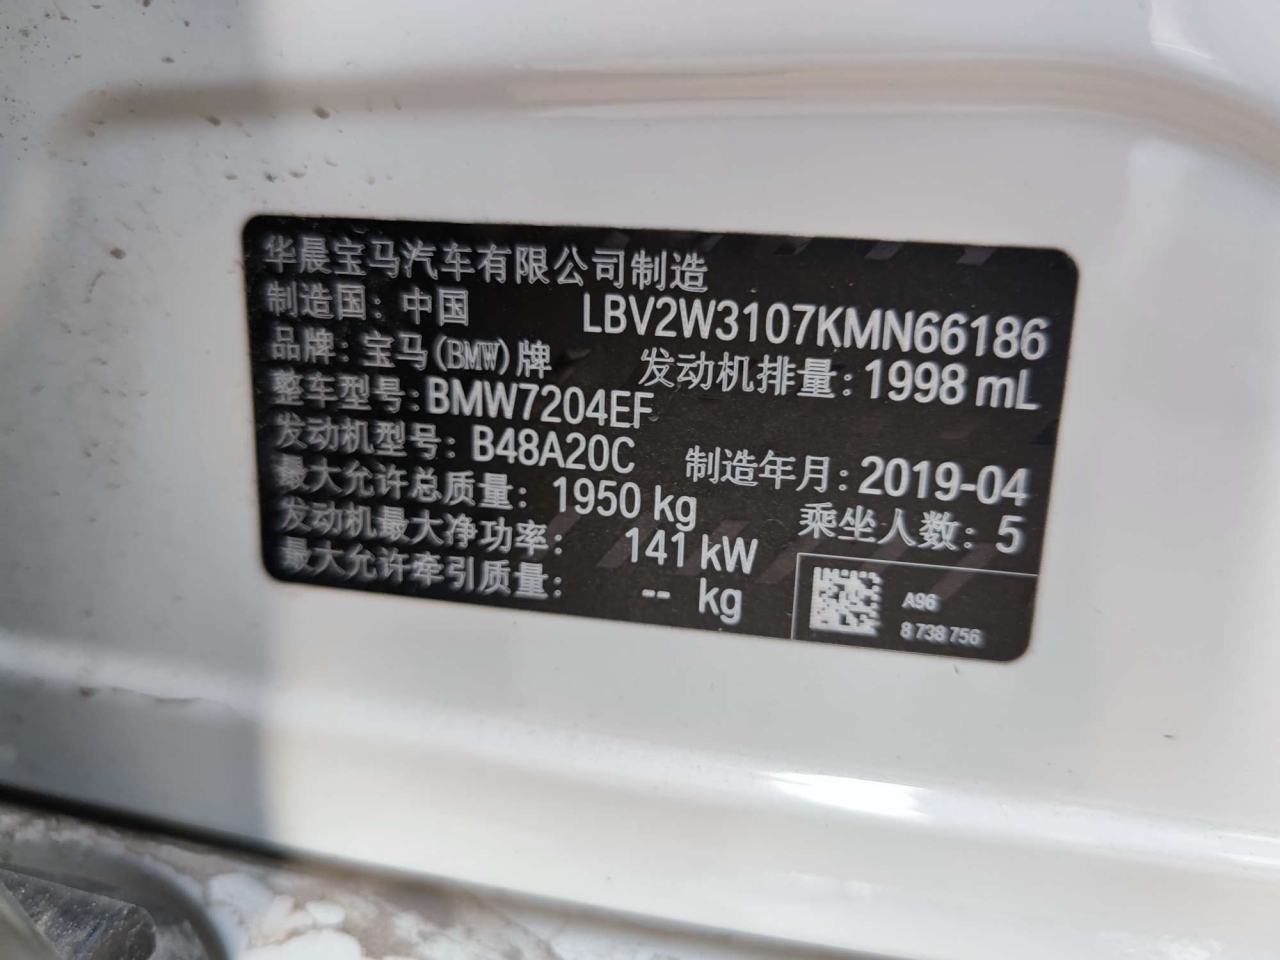 华晨宝马汽车有限公司制造
制造国：中国 LBV2W3107KMN66186
品牌：宝马(BMW)牌 发动机排量：1998 mL
整车型号：BMW7204EF
发动机型号：B48A20C 制造年月：2019-04
最大允许总质量：1950 kg 乘坐人数：5
发动机最大净功率：141 kW
最大允许牵引质量：-- kg
A96
8 738 756